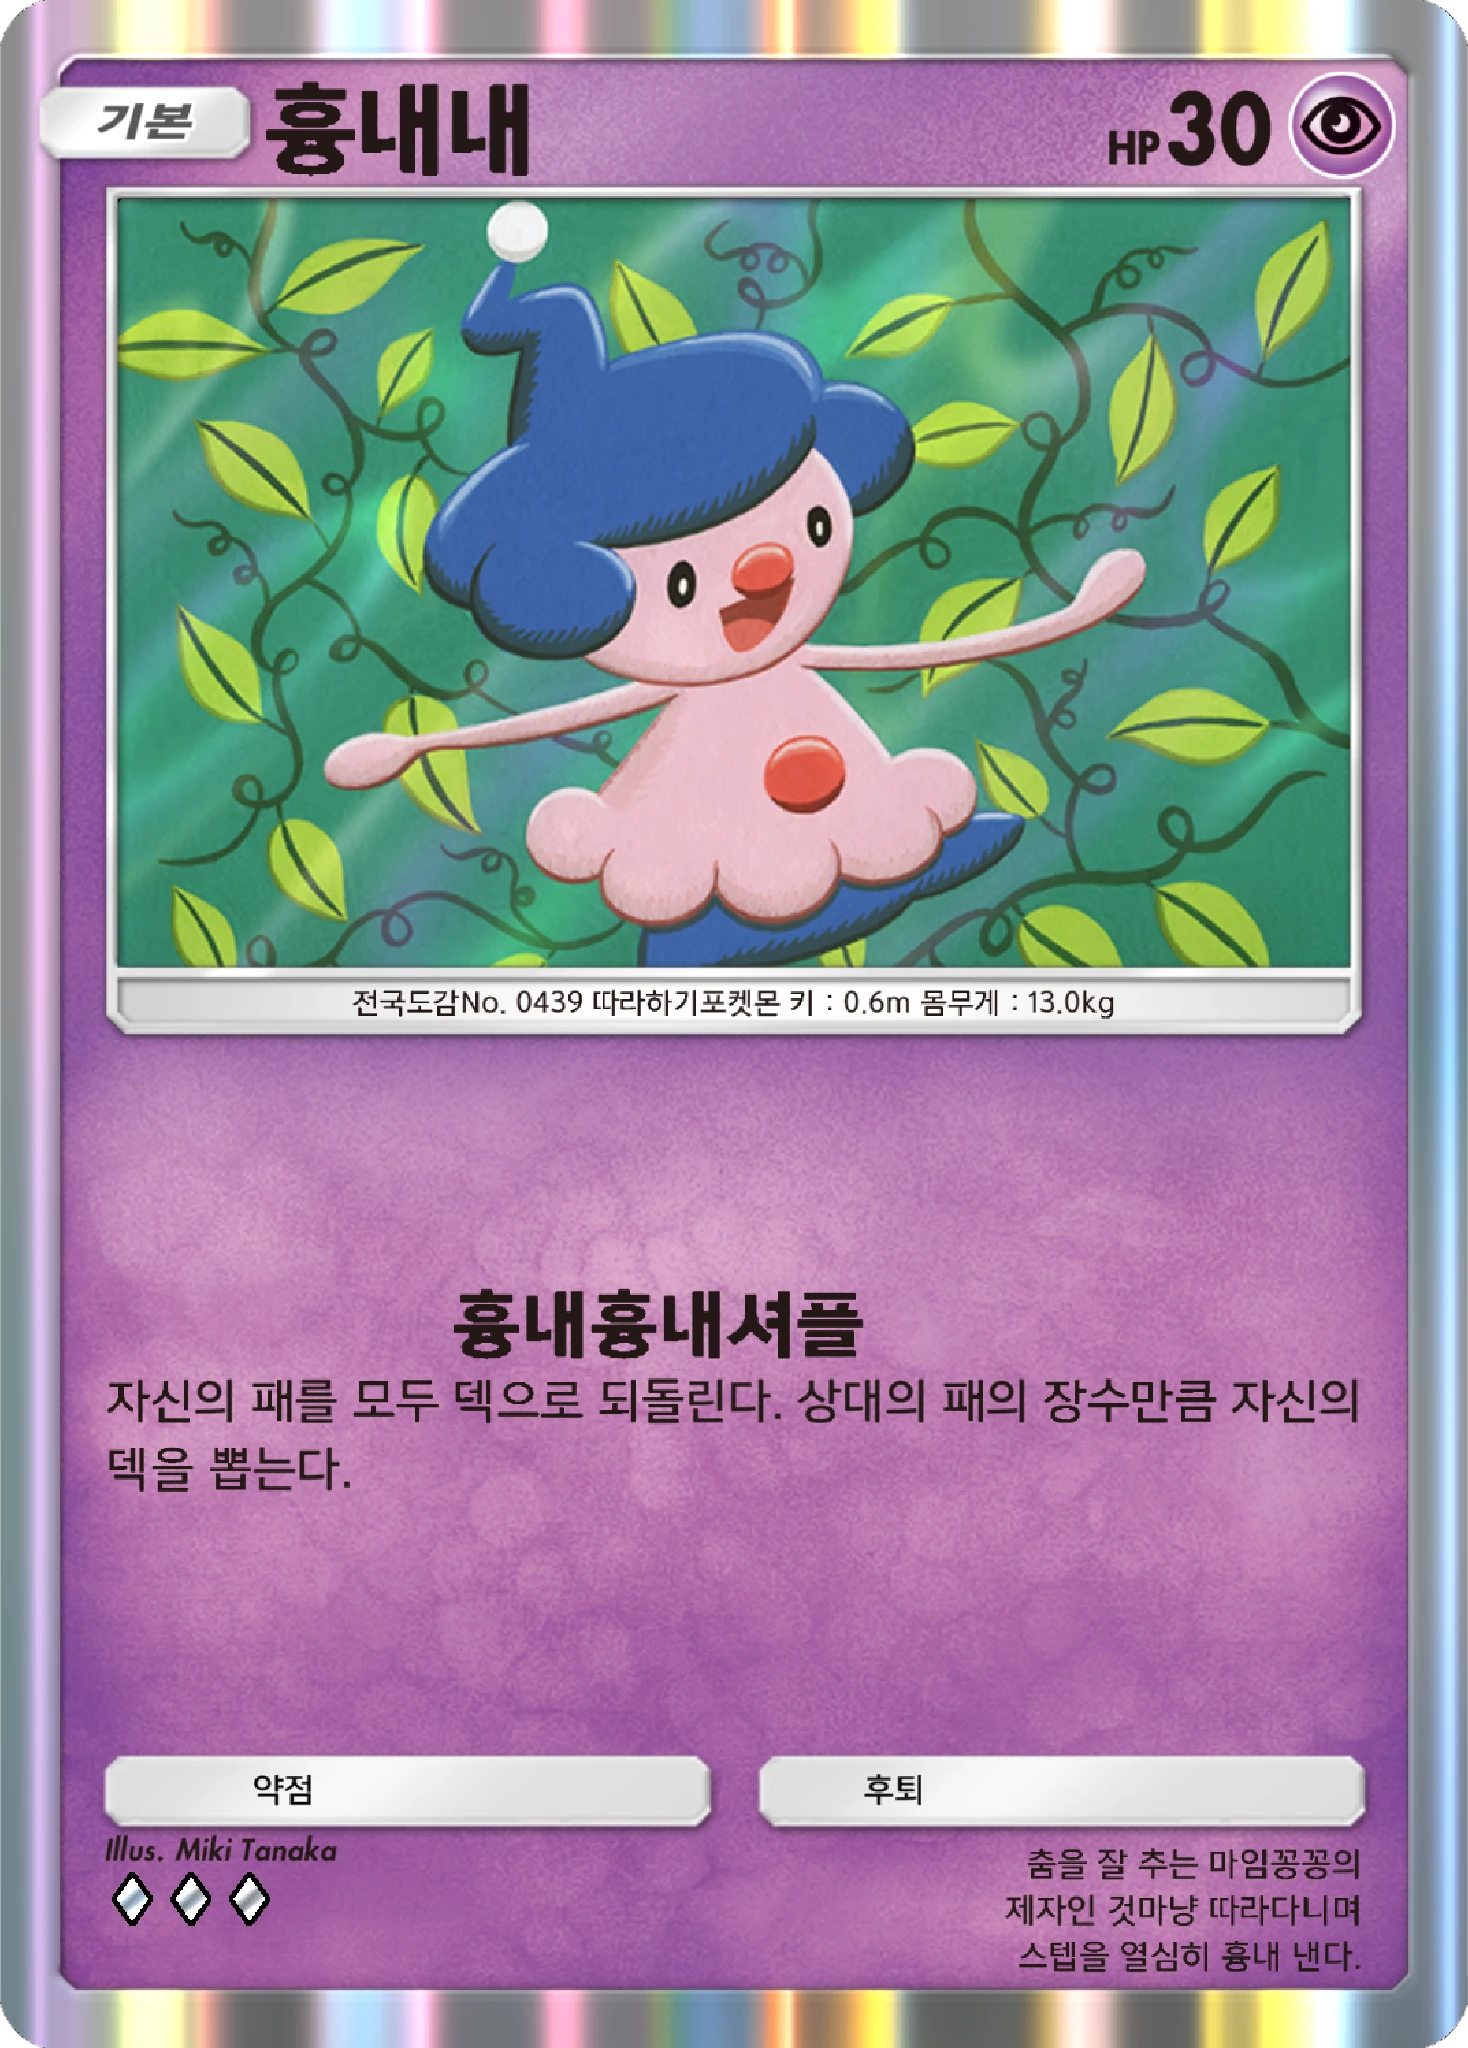 기본
흉내내
HP 30
전국도감No. 0439 따라하기포켓몬 키 : 0.6m 몸무게 : 13.0kg
흉내흉내셔플
자신의 패를 모두 덱으로 되돌린다. 상대의 패의 장수만큼 자신의
덱을 뽑는다.
약점
후퇴
Illus. Miki Tanaka
춤을 잘 추는 마임꽁꽁의
제자인 것마냥 따라다니며
스텝을 열심히 흉내 낸다.